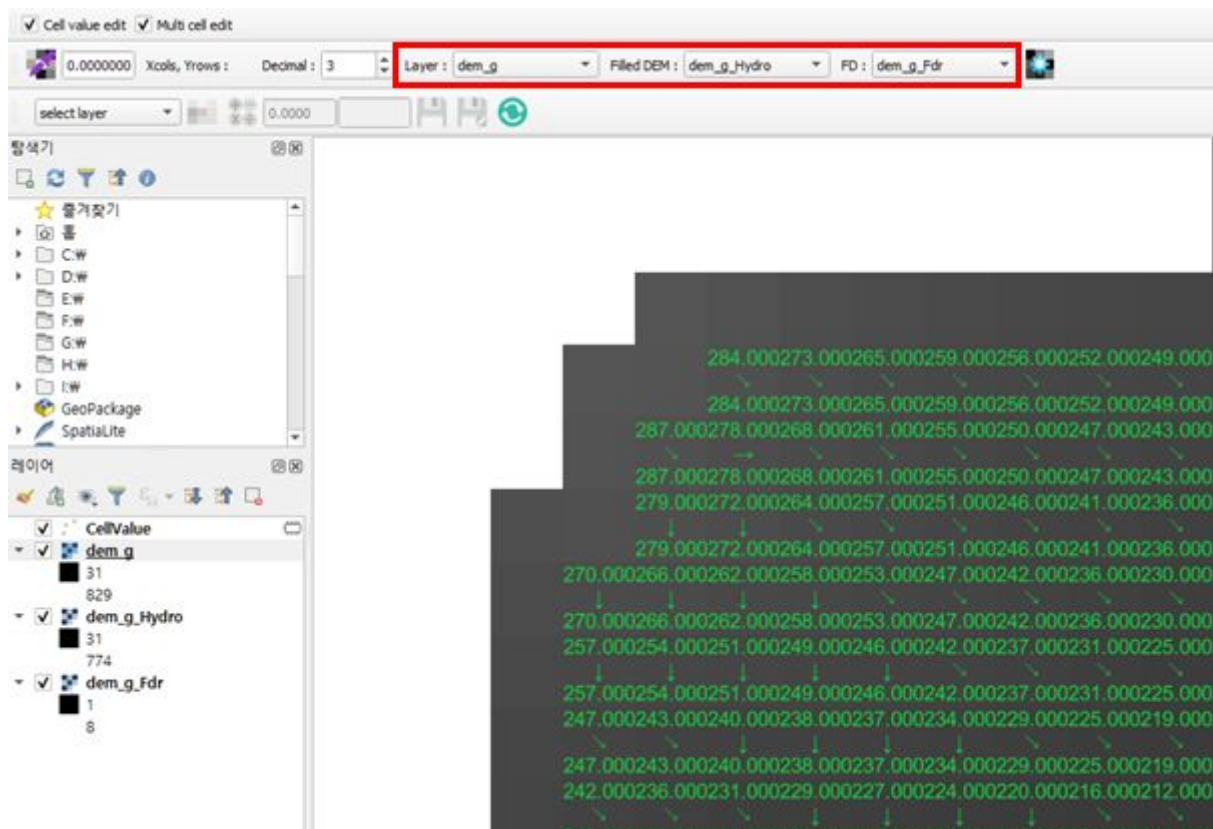 Cell value edit Multi cell edit
0.0000000 Xcols, Yrows : Decimal : 3 Layer : dem_g Filled DEM : dem_g_Hydro FD : dem_g_Fdr
select layer 0.0000
탐색기
즐겨찾기
홈
C:₩
D:₩
E:₩
F:₩
G:₩
H:₩
I:₩
GeoPackage
SpatiaLite
레이어
CellValue
dem_g
31
829
dem_g_Hydro
31
774
dem_g_Fdr
1
8
284.000273.000265.000259.000256.000252.000249.000
284.000273.000265.000259.000256.000252.000249.000
287.000278.000268.000261.000255.000250.000247.000243.000
287.000278.000268.000261.000255.000250.000247.000243.000
279.000272.000264.000257.000251.000246.000241.000236.000
279.000272.000264.000257.000251.000246.000241.000236.000
270.000266.000262.000258.000253.000247.000242.000236.000230.000
270.000266.000262.000258.000253.000247.000242.000236.000230.000
257.000254.000251.000249.000246.000242.000237.000231.000225.000
257.000254.000251.000249.000246.000242.000237.000231.000225.000
247.000243.000240.000238.000237.000234.000229.000225.000219.000
247.000243.000240.000238.000237.000234.000229.000225.000219.000
242.000236.000231.000229.000227.000224.000220.000216.000212.000